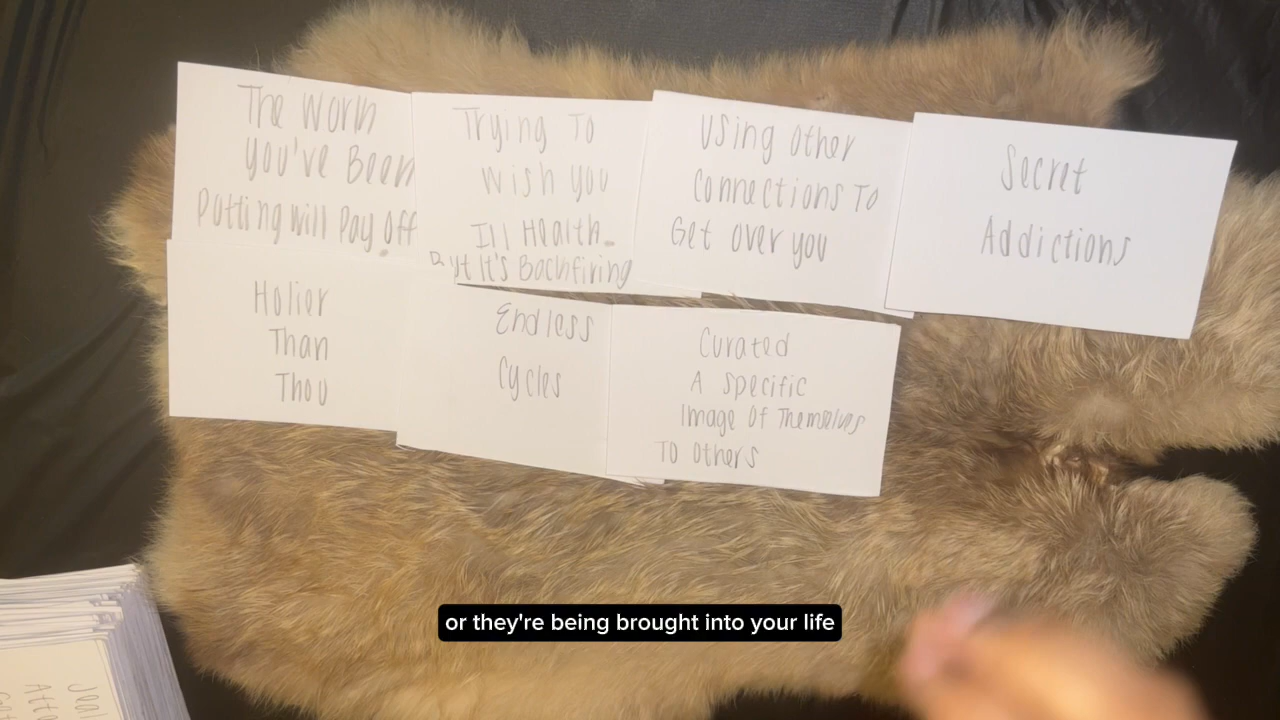 The Worn
you've Been
Putting will Pay off.
Trying To
Wish you
Ill Health.
But It's Backfiring
Using Other
Connections To
Get over you
Secret
Addictions
Holier
Than
Thou
Endless
Cycles
Curated
A Specific
Image Of Themselves
To Others
or they're being brought into your life